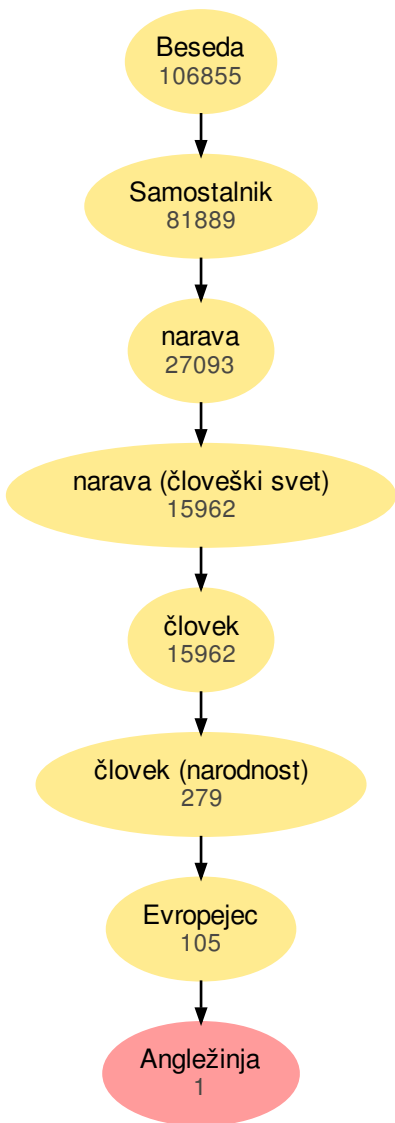 Beseda
106855
Samostalnik
81889
narava
27093
narava (človeški svet)
15962
človek
15962
človek (narodnost)
279
Evropejec
105
Angležinja
1